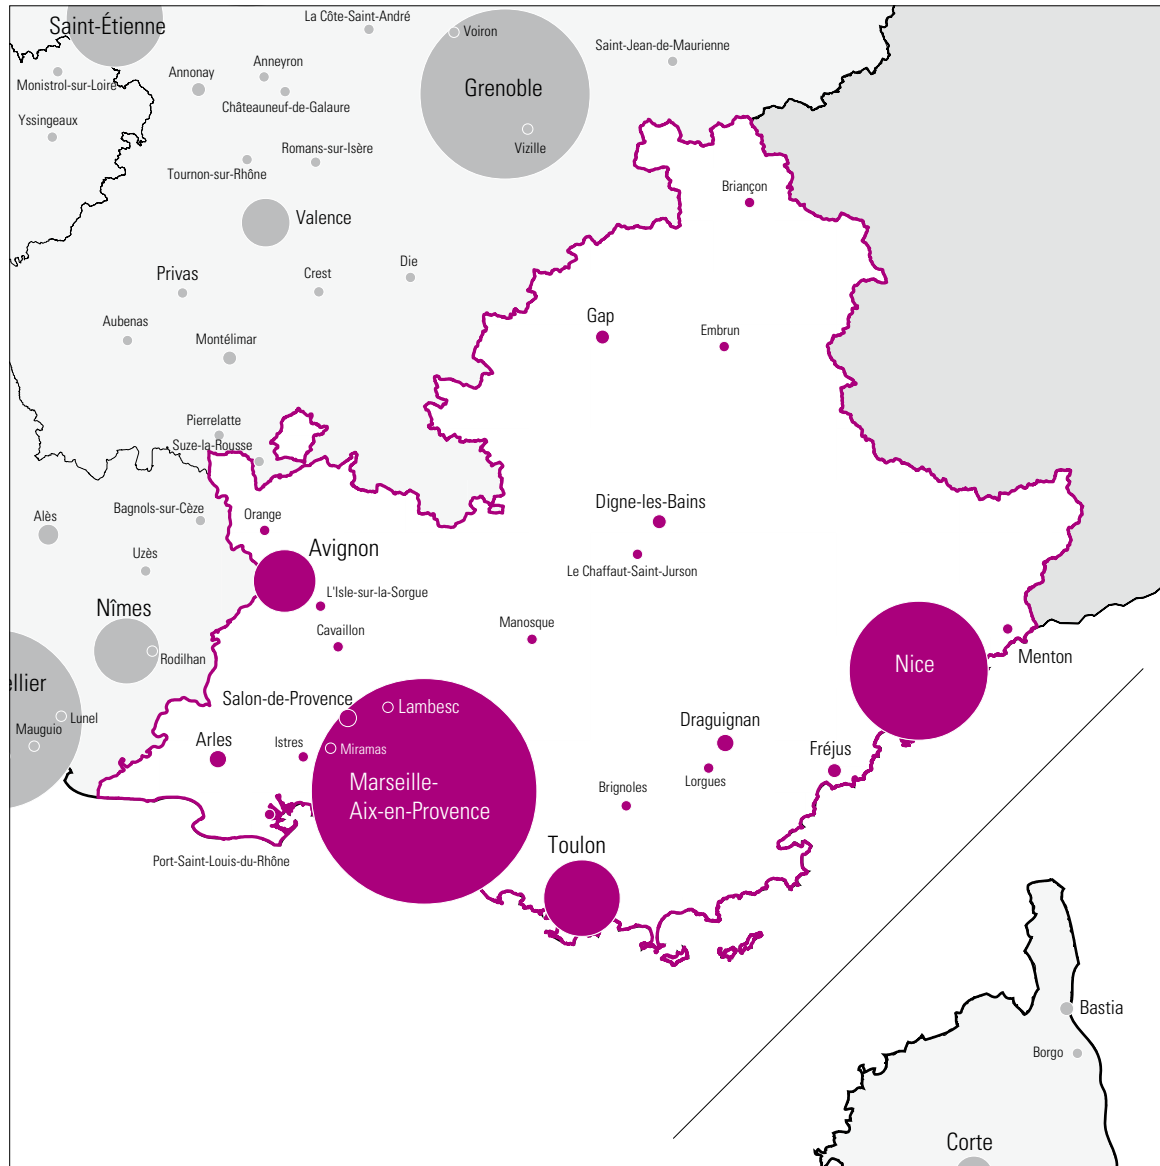 La Côte-Saint-André
Saint-Étienne
Voiron
Saint-Jean-de-Maurienne
Anneyron
Annonay
Monistrol-sur-Loire
Grenoble
Châteauneuf-de-Galaure
Yssingeaux
Romans-sur-Isère
Vizille
Tournon-sur-Rhône
Briançon
Valence
Die
Privas
Crest
Gap
Aubenas
Embrun
Montélimar
Pierrelatte
Suze-la-Rousse
Digne-les-Bains
Bagnols-sur-Cèze
Orange
Alès
Avignon
Uzès
Le Chaffaut-Saint-Jurson
L'Isle-sur-la-Sorgue
Nîmes
Manosque
Cavaillon
Rodilhan
Menton
Nice
ellier
Salon-de-Provence
Lambesc
Lunel
Draguignan
Mauguio
Arles
Istres
Miramas
Fréjus
Marseille-
Aix-en-Provence
Lorgues
Brignoles
Toulon
Port-Saint-Louis-du-Rhône
Bastia
Borgo
Corte